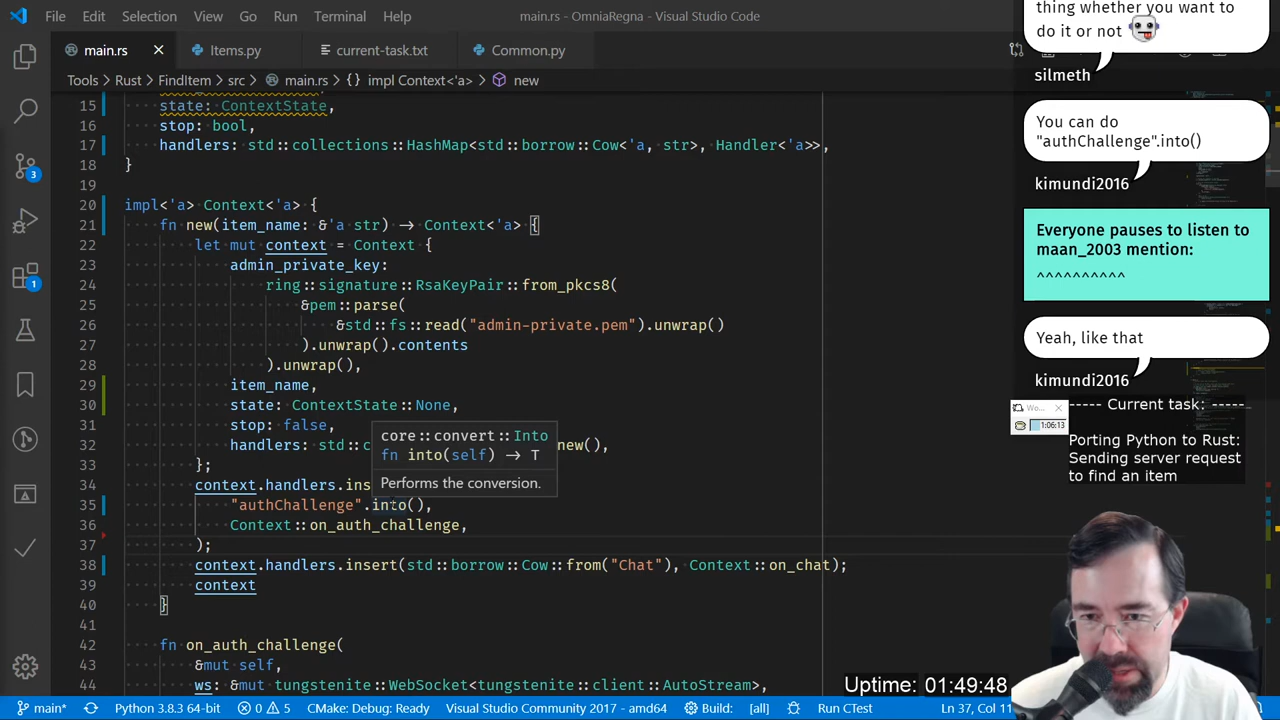 File Edit Selection View Go Run Terminal Help main.rs - OmniaRegna - Visual Studio Code
main.rs Items.py current-task.txt Common.py
Tools Rust FindItem src main.rs {} impl Context<'a> new
15 state: ContextState,
16 stop: bool,
17 handlers: std::collections::HashMap<std::borrow::Cow<'a, str>, Handler<'a>>,
18 }
19
20 impl<'a> Context<'a> {
21 fn new(item_name: &'a str) → Context<'a> {
22 let mut context = Context {
23 admin_private_key:
24 ring::signature::RsaKeyPair::from_pkcs8(
25 &pem::parse(
26 &std::fs::read("admin-private.pem").unwrap()
27 ).unwrap().contents
28 ).unwrap(),
29 item_name,
30 state: ContextState::None,
31 stop: false,
32 handlers: std::c new(),
33 };
34 context.handlers.ins
35 "authChallenge".into(),
36 Context::on_auth_challenge,
37 );
38 context.handlers.insert(std::borrow::Cow::from("Chat"), Context::on_chat);
39 context
40 }
41
42 fn on_auth_challenge(
43 &mut self,
44 ws: &mut tungstenite::WebSocket<tungstenite::client::AutoStream>,
core::convert::Into
fn into(self) → T
Performs the conversion.
thing whether you want to
do it or not
silmeth
You can do
"authChallenge".into()
kimundi2016
Everyone pauses to listen to
maan_2003 mention:
^^^^^^^^^^
Yeah, like that
kimundi2016
Wo...
1:06:13
----- Current task: -----
Porting Python to Rust:
Sending server request
to find an item
Uptime: 01:49:48
3
1
main* Python 3.8.3 64-bit 0 5 CMake: Debug: Ready Visual Studio Community 2017 - amd64 Build: [all] Run CTest Ln 37, Col 11